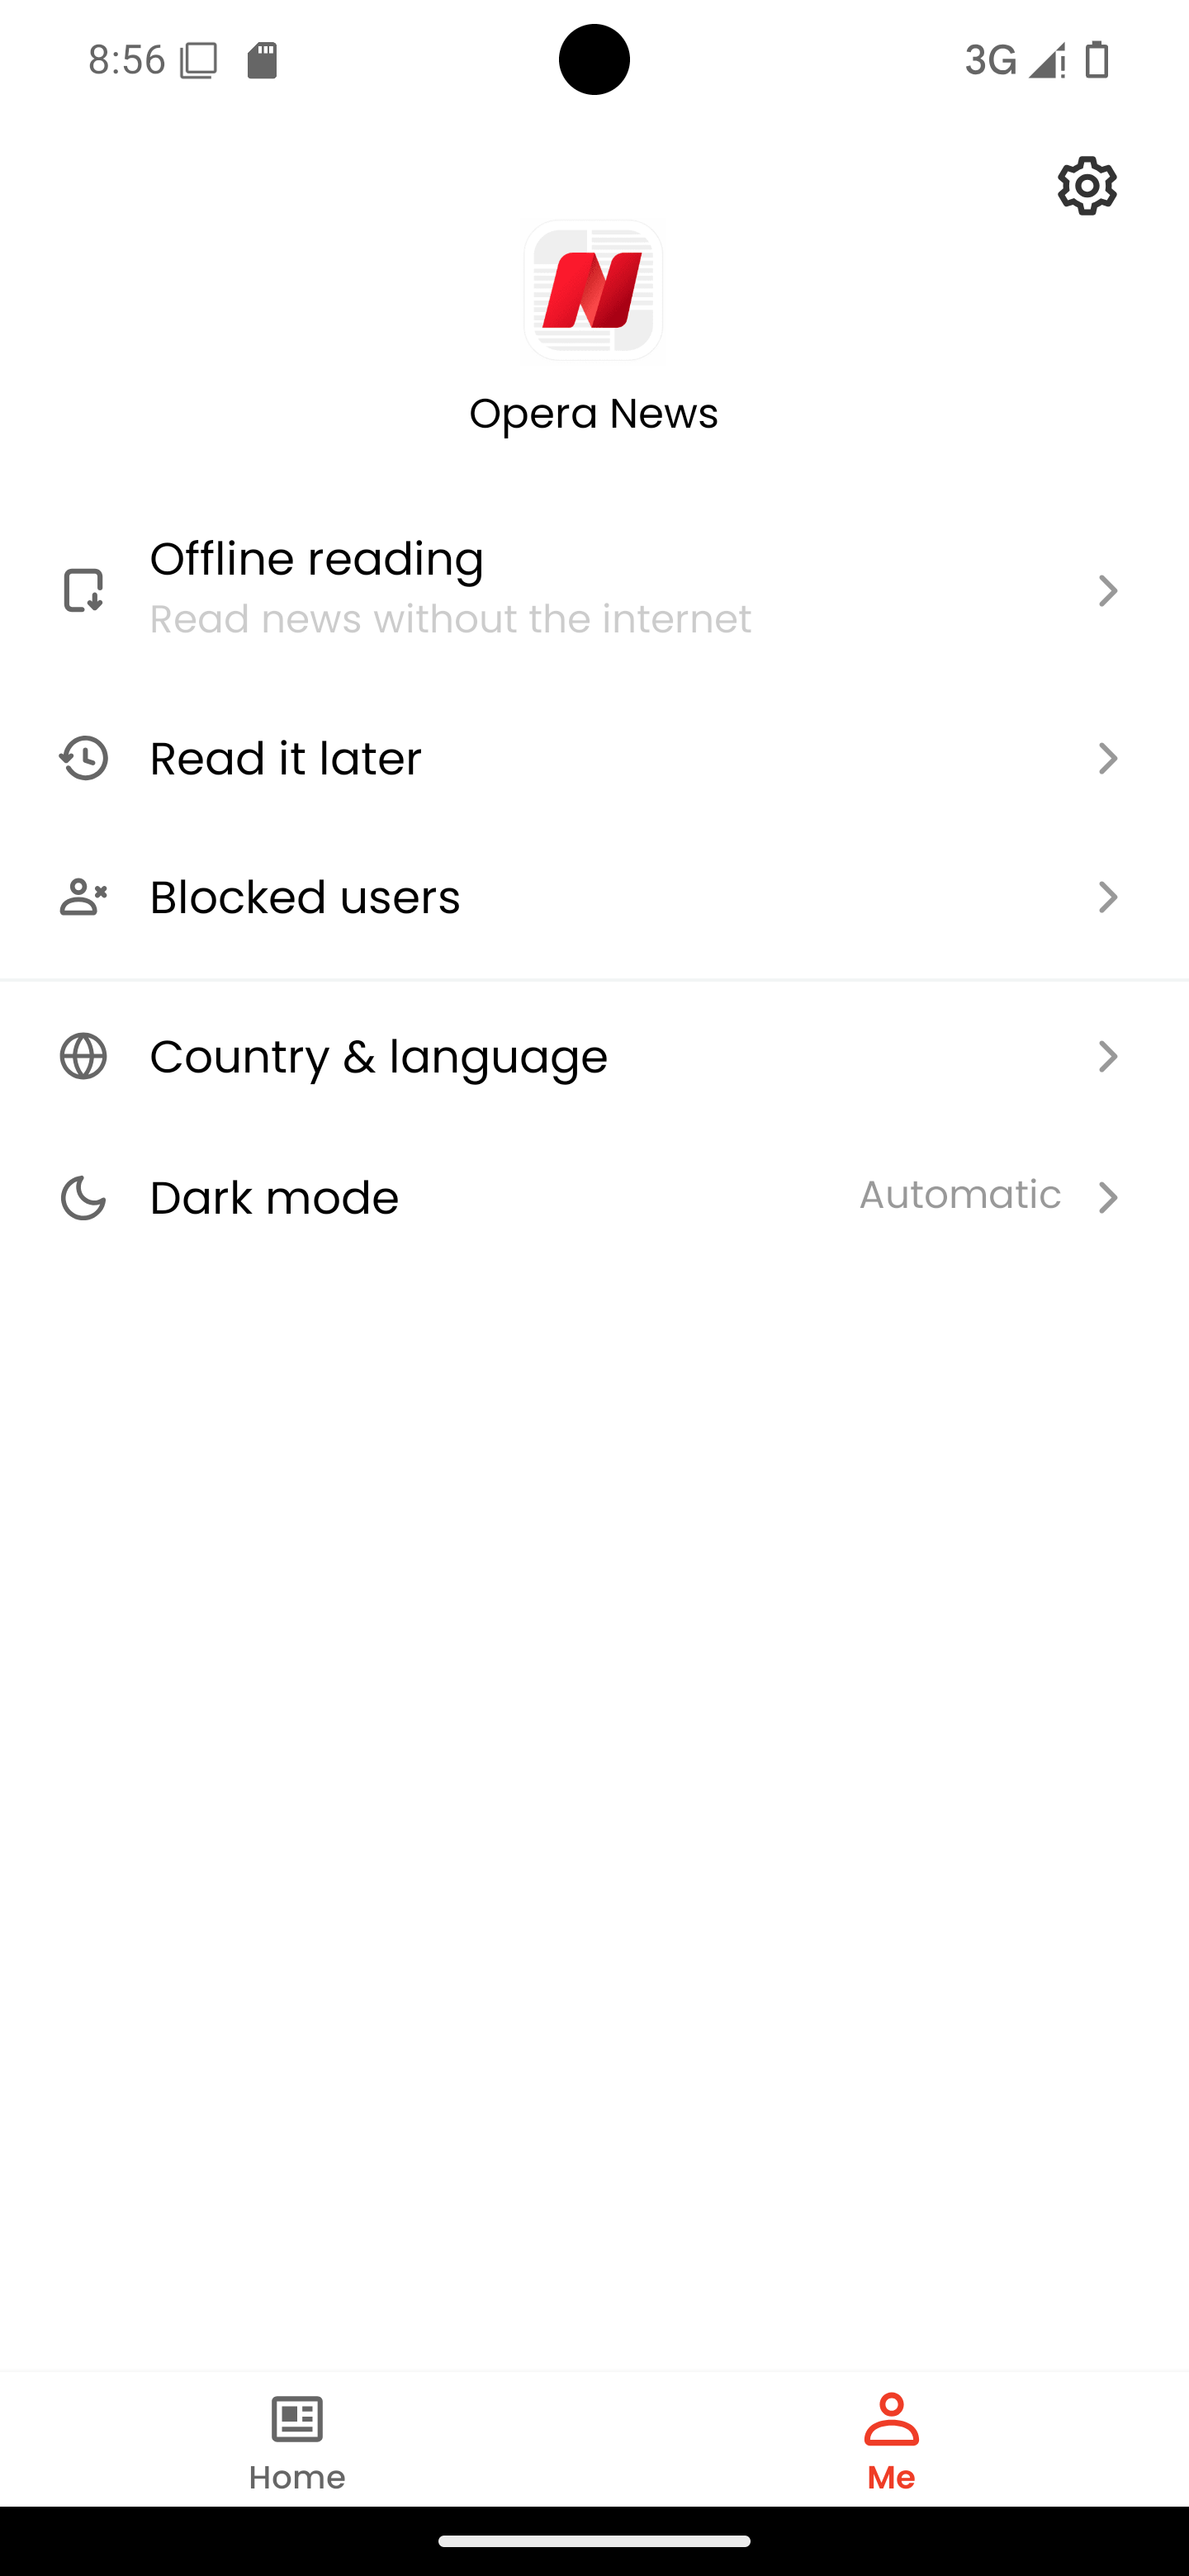 8:56
3G
Opera News
Offline reading
Read news without the internet
Read it later
Blocked users
Country & language
Dark mode
Automatic
Home
Me